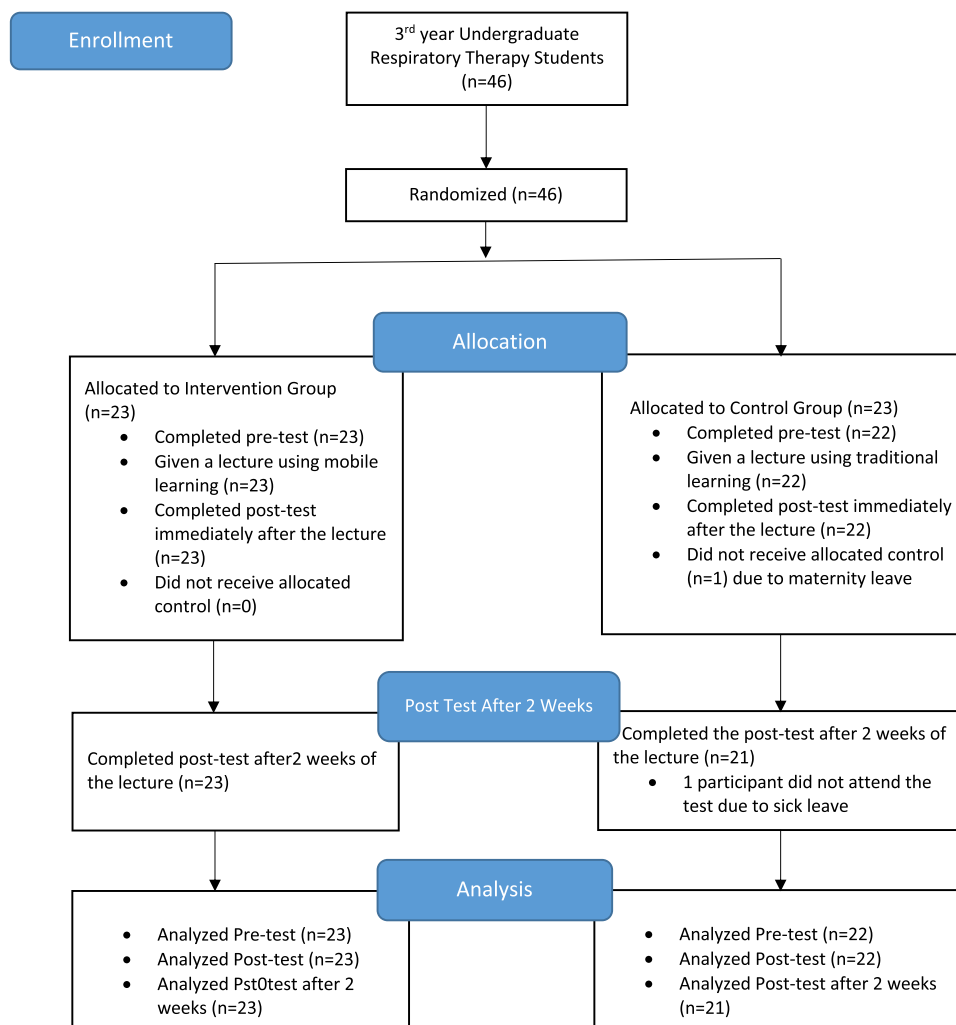 Enrollment
3rd year Undergraduate
Respiratory Therapy Students
(n=46)
Randomized (n=46)
Allocation
Allocated to Intervention Group
(n=23)
• Completed pre-test (n=23)
• Given a lecture using mobile
learning (n=23)
• Completed post-test
immediately after the lecture
(n=23)
• Did not receive allocated
control (n=0)
Allocated to Control Group (n=23)
• Completed pre-test (n=22)
• Given a lecture using traditional
learning (n=22)
• Completed post-test immediately
after the lecture (n=22)
• Did not receive allocated control
(n=1) due to maternity leave
Post Test After 2 Weeks
Completed post-test after2 weeks of
the lecture (n=23)
Completed the post-test after 2 weeks of
the lecture (n=21)
• 1 participant did not attend the
test due to sick leave
Analysis
• Analyzed Pre-test (n=23)
• Analyzed Post-test (n=23)
• Analyzed Pst0test after 2
weeks (n=23)
• Analyzed Pre-test (n=22)
• Analyzed Post-test (n=22)
• Analyzed Post-test after 2 weeks
(n=21)